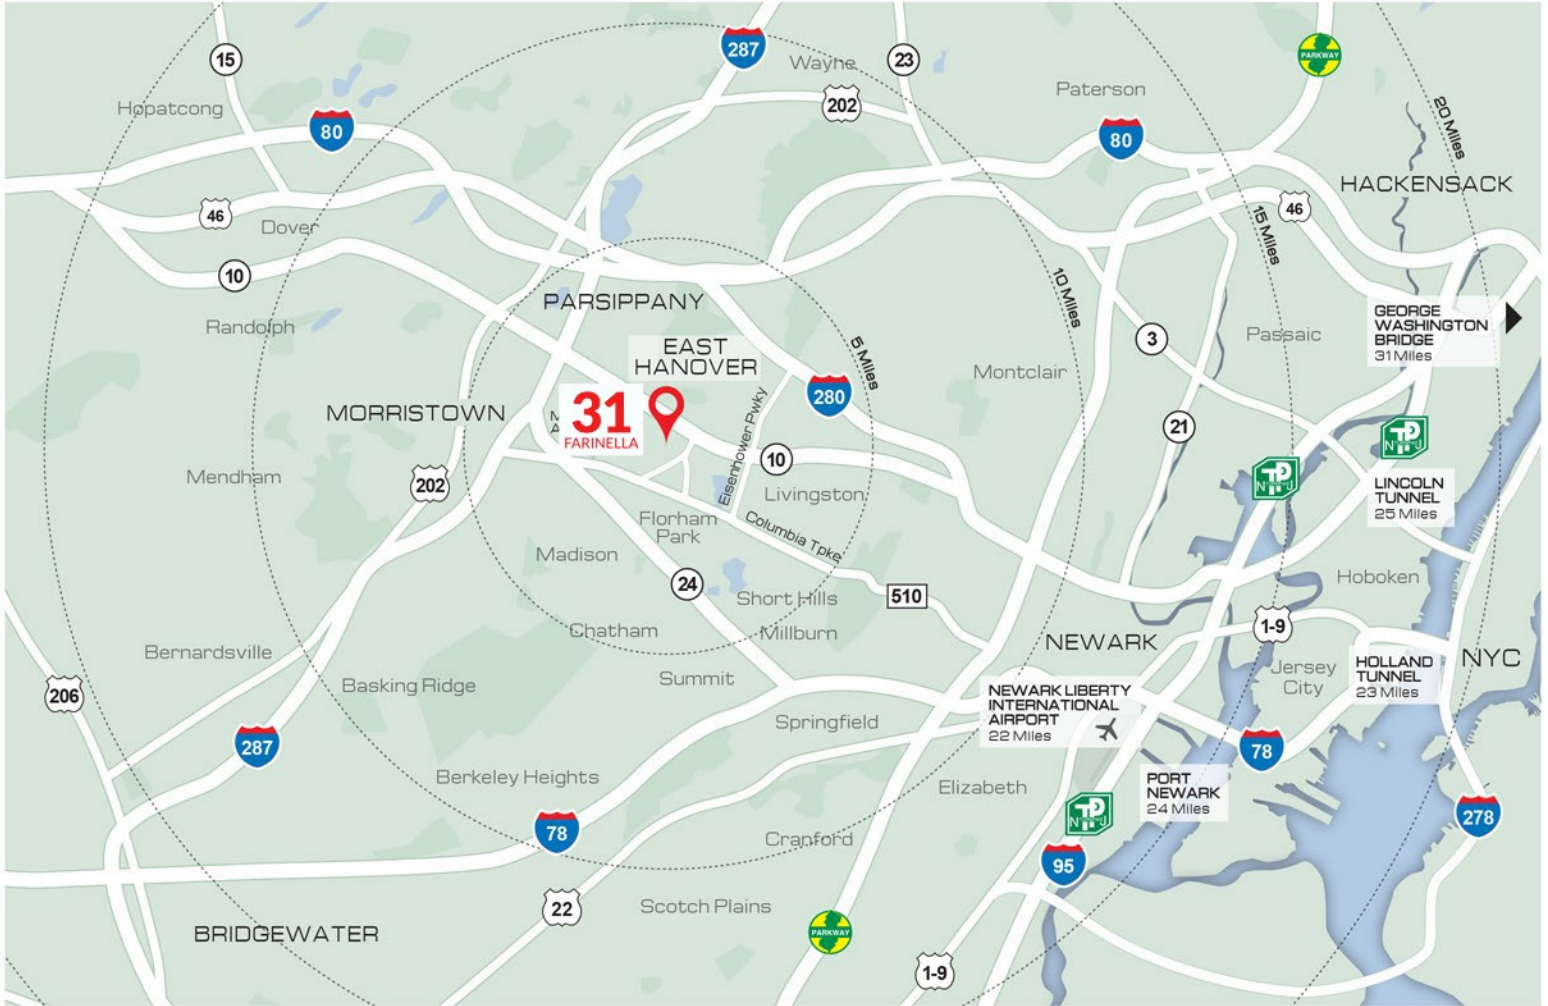 287
15
Wayne
23
PARKWAY
Hopatcong
80
202
Paterson
80
20 Miles
HACKENSACK
46
Dover
46
15 Miles
10
10 Miles
PARSIPPANY
Randolph
GEORGE
WASHINGTON
BRIDGE
31 Miles
EAST
HANOVER
5 Miles
3
Passaic
Montclair
280
31
FARINELLA
M
A
MORRISTOWN
Eisenhower Pwky
21
NTPJ
10
NTPJ
Mendham
202
Livingston
LINCOLN
TUNNEL
25 Miles
Florham
Park
Columbia Tpke
Madison
24
Hoboken
510
Short Hills
Chatham
Millburn
1-9
NEWARK
Bernardsville
NYC
HOLLAND
TUNNEL
23 Miles
Jersey
City
Summit
Basking Ridge
206
NEWARK LIBERTY
INTERNATIONAL
AIRPORT
22 Miles
Springfield
287
78
Berkeley Heights
Elizabeth
PORT
NEWARK
24 Miles
NTPJ
278
78
Cranford
95
22
Scotch Plains
BRIDGEWATER
PARKWAY
1-9